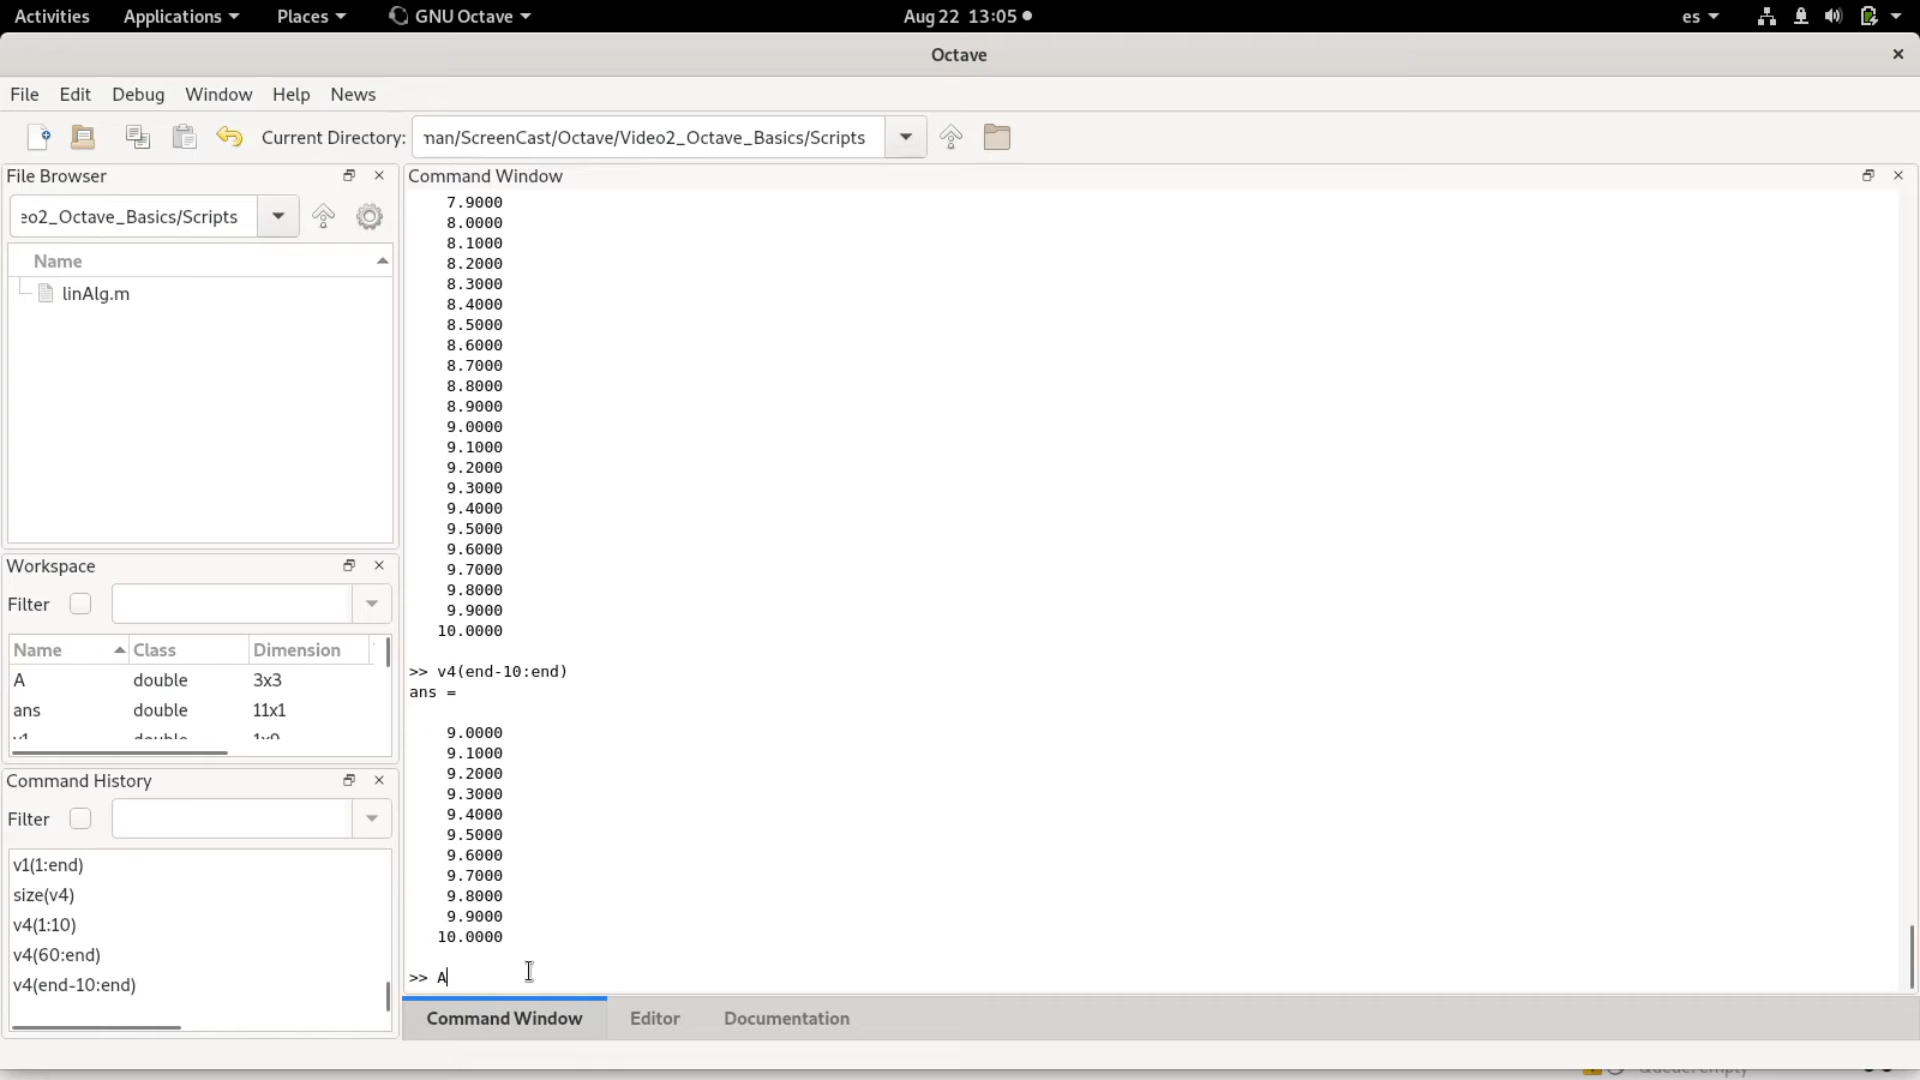 Activities Applications Places GNU Octave Aug 22 13:05 es
Octave
File Edit Debug Window Help News
Current Directory: man/ScreenCast/Octave/Video2_Octave_Basics/Scripts
File Browser
eo2_Octave_Basics/Scripts
Name
linAlg.m
Workspace
Filter
Name Class Dimension
A double 3x3
ans double 11x1
v1 double 1x9
Command History
Filter
v1(1:end)
size(v4)
v4(1:10)
v4(60:end)
v4(end-10:end)
Command Window
7.9000
8.0000
8.1000
8.2000
8.3000
8.4000
8.5000
8.6000
8.7000
8.8000
8.9000
9.0000
9.1000
9.2000
9.3000
9.4000
9.5000
9.6000
9.7000
9.8000
9.9000
10.0000
>> v4(end-10:end)
ans =
9.0000
9.1000
9.2000
9.3000
9.4000
9.5000
9.6000
9.7000
9.8000
9.9000
10.0000
>> A
Command Window Editor Documentation